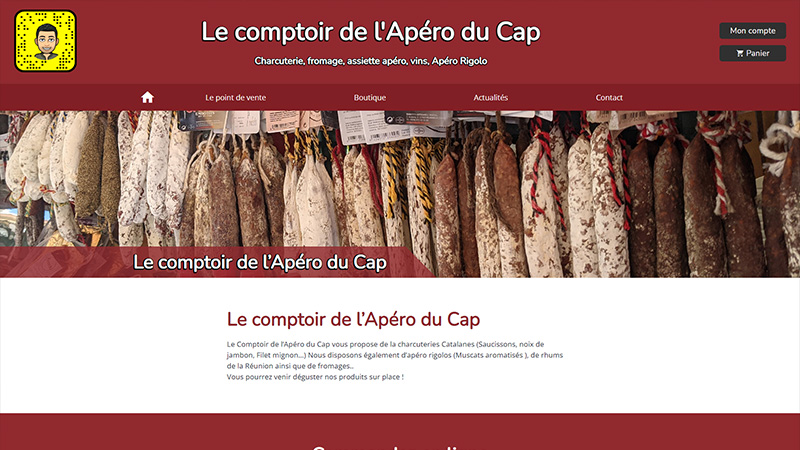 Le comptoir de l'Apéro du Cap
Charcuterie, fromage, assiette apéro, vins, Apéro Rigolo
Mon compte
Panier
Le point de vente
Boutique
Actualités
Contact
Le comptoir de l’Apéro du Cap
Le comptoir de l’Apéro du Cap
Le Comptoir de l’Apéro du Cap vous propose de la charcuteries Catalanes (Saucissons, noix de
jambon, Filet mignon...) Nous disposons également d’apéro rigolos (Muscats aromatisés ), de rhums
de la Réunion ainsi que de fromages..
Vous pourrez venir déguster nos produits sur place !